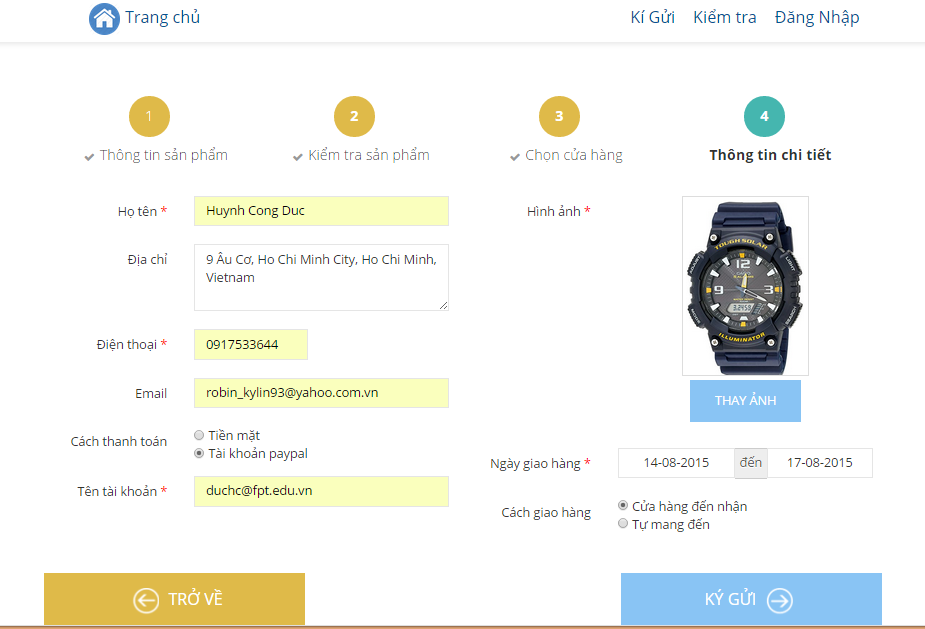 Trang chủ
Kí Gửi Kiểm tra Đăng Nhập
1 2 3 4
Thông tin sản phẩm Kiểm tra sản phẩm Chọn cửa hàng Thông tin chi tiết
Họ tên * Huynh Cong Duc
Địa chỉ 9 Âu Cơ, Ho Chi Minh City, Ho Chi Minh,
Vietnam
Điện thoại * 0917533644
Email robin_kylin93@yahoo.com.vn
Cách thanh toán Tiền mặt
Tài khoản paypal
Tên tài khoản * duchc@fpt.edu.vn
Hình ảnh *
TOUGH SOLAR
LIGHT
12
CASIO
9 3
SEARCH
ILLUMINATOR
THAY ẢNH
Ngày giao hàng * 14-08-2015 đến 17-08-2015
Cách giao hàng Cửa hàng đến nhận
Tự mang đến
TRỞ VỀ KÝ GỬI